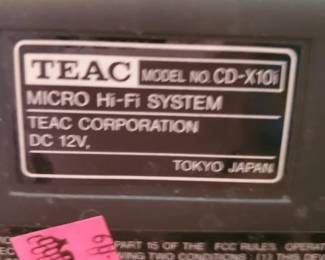 TEAC MODEL NO. CD-X10i
MICRO Hi-Fi SYSTEM
TEAC CORPORATION
DC 12V,
TOKYO JAPAN
PART 15 OF THE FCC RULES. OPERAT
WING TWO CONDITIONS : (1) THIS DEV